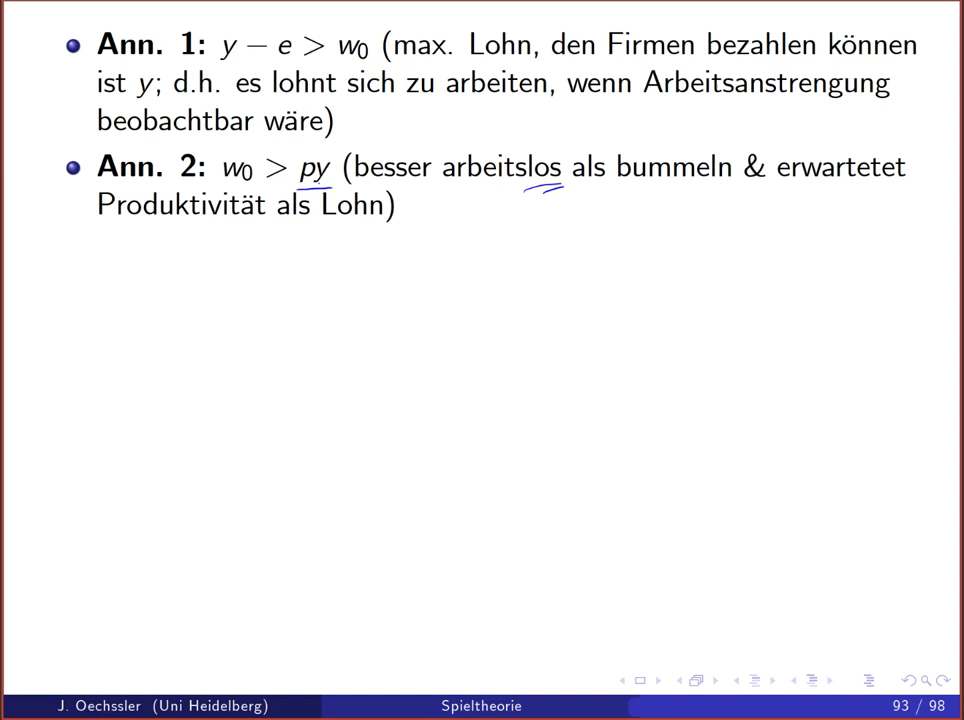 Ann. 1: y − e > w₀ (max. Lohn, den Firmen bezahlen können
ist y; d.h. es lohnt sich zu arbeiten, wenn Arbeitsanstrengung
beobachtbar wäre)
Ann. 2: w₀ > py (besser arbeitslos als bummeln & erwartetet
Produktivität als Lohn)
J. Oechssler (Uni Heidelberg) Spieltheorie 93 / 98